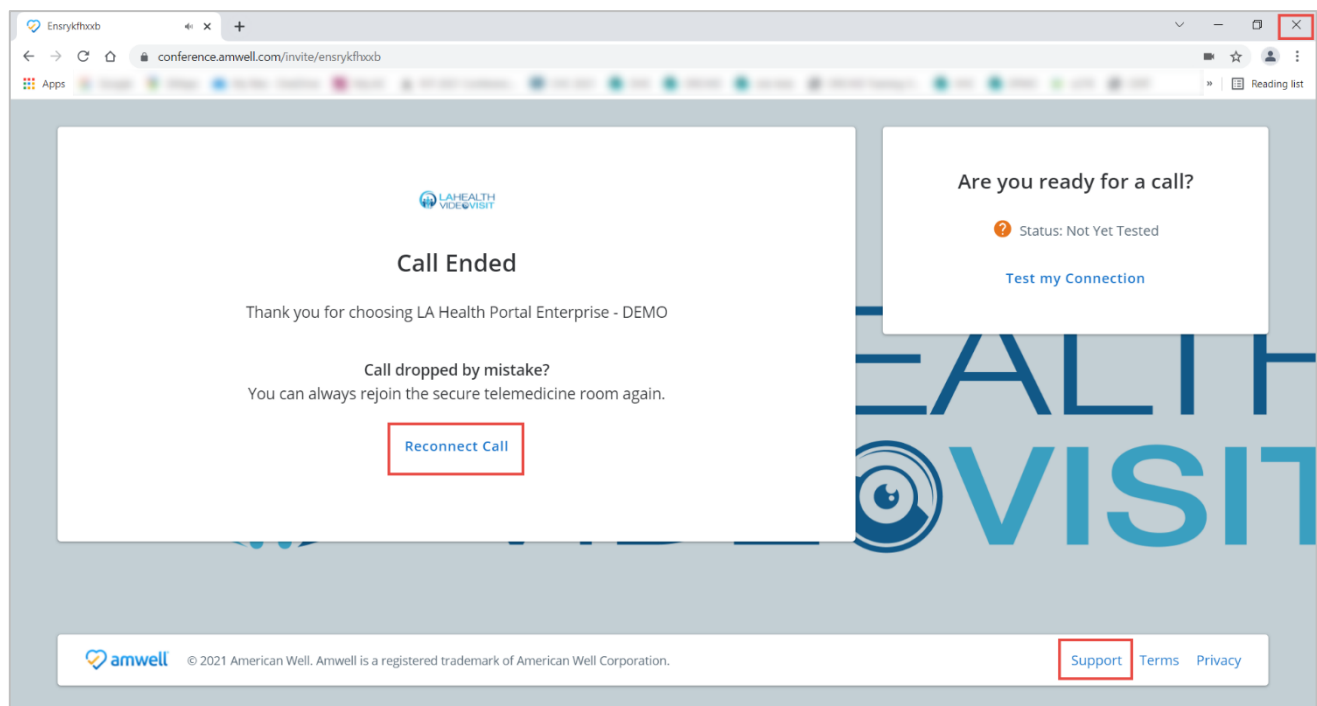 Ensrykfhxxb
conference.amwell.com/invite/ensrykfhxxb
Apps
Reading list
LAHEALTH
VIDEOVISIT
Call Ended
Thank you for choosing LA Health Portal Enterprise - DEMO
Call dropped by mistake?
You can always rejoin the secure telemedicine room again.
Reconnect Call
Are you ready for a call?
? Status: Not Yet Tested
Test my Connection
EALTH
VIDEOVISIT
amwell © 2021 American Well. Amwell is a registered trademark of American Well Corporation.
Support Terms Privacy